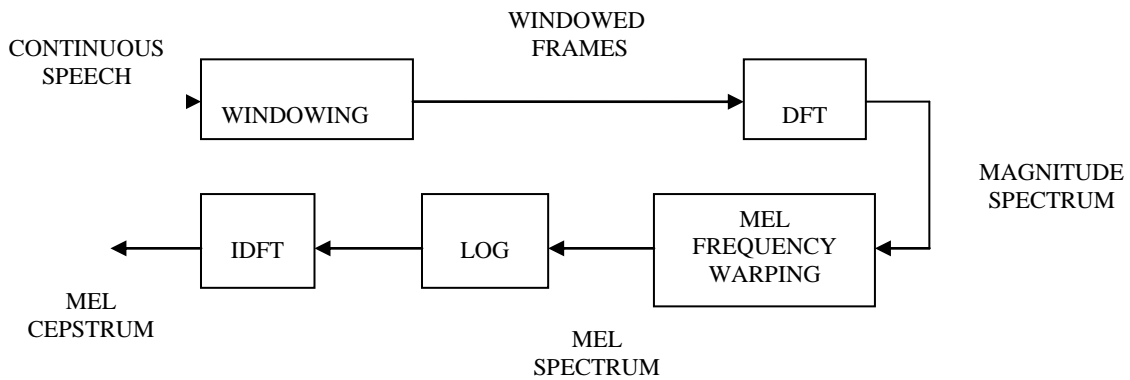 CONTINUOUS
SPEECH
WINDOWING
WINDOWED
FRAMES
DFT
MAGNITUDE
SPECTRUM
MEL
FREQUENCY
WARPING
MEL
SPECTRUM
LOG
IDFT
MEL
CEPSTRUM